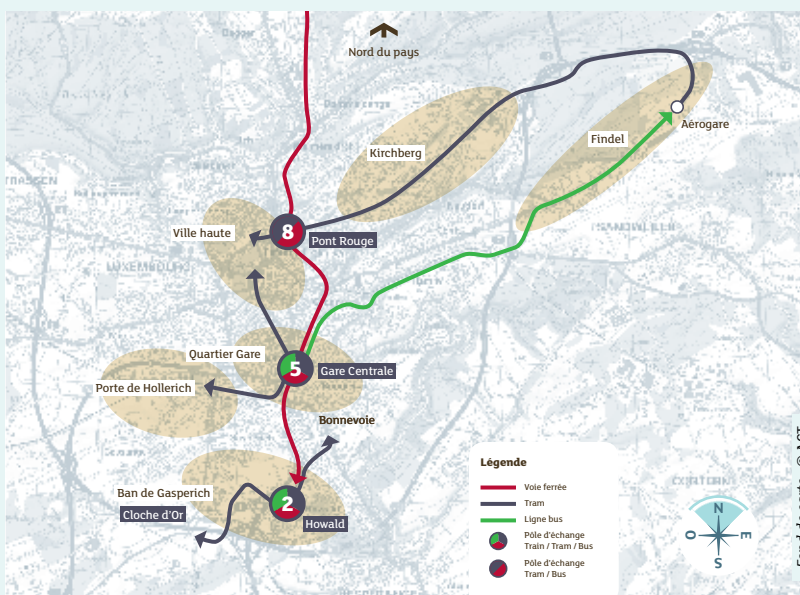 Nord du pays
Aérogare
Findel
Kirchberg
Ville haute
8
Pont Rouge
Quartier Gare
5
Gare Centrale
Porte de Hollerich
Bonnevoie
Ban de Gasperich
Cloche d'Or
2
Howald
Légende
Voie ferrée
Tram
Ligne bus
Pôle d'échange
Train / Tram / Bus
Pôle d'échange
Tram / Bus
N
O
E
S
LUXEMBOURG